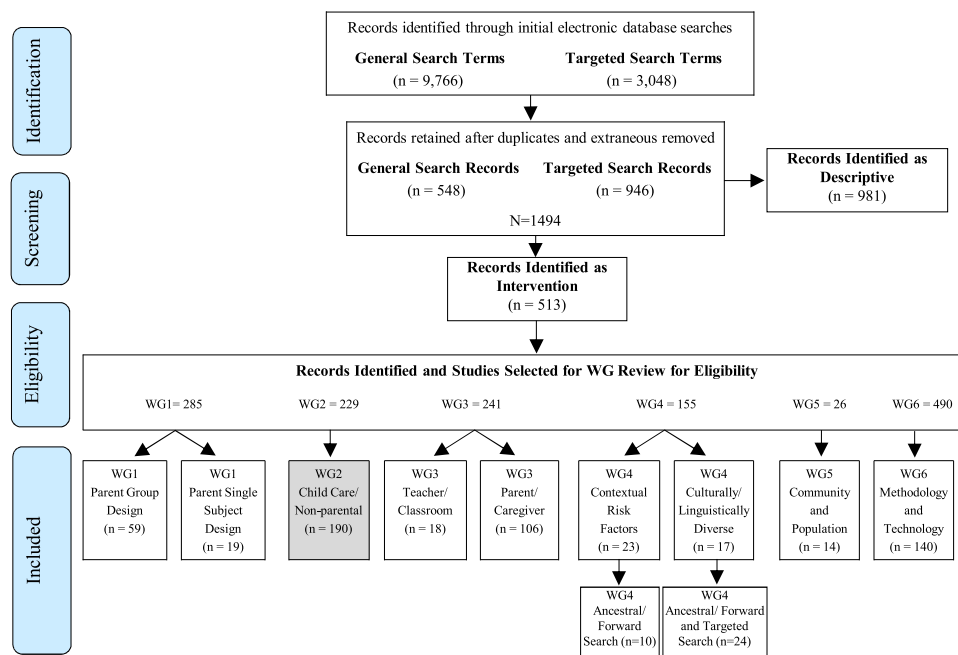 Identification
Records identified through initial electronic database searches
General Search Terms
(n = 9,766)
Targeted Search Terms
(n = 3,048)
Records retained after duplicates and extraneous removed
General Search Records
(n = 548)
Targeted Search Records
(n = 946)
N=1494
Records Identified as
Descriptive
(n = 981)
Screening
Records Identified as
Intervention
(n = 513)
Eligibility
Records Identified and Studies Selected for WG Review for Eligibility
WG1= 285
WG2 = 229
WG3 = 241
WG4 = 155
WG5 = 26
WG6 = 490
Included
WG1
Parent Group
Design
(n = 59)
WG1
Parent Single
Subject
Design
(n = 19)
WG2
Child Care/
Non-parental
(n = 190)
WG3
Teacher/
Classroom
(n = 18)
WG3
Parent/
Caregiver
(n = 106)
WG4
Contextual
Risk
Factors
(n = 23)
WG4
Culturally/
Linguistically
Diverse
(n = 17)
WG5
Community
and
Population
(n = 14)
WG6
Methodology
and
Technology
(n = 140)
WG4
Ancestral/
Forward
Search (n=10)
WG4
Ancestral/ Forward
and Targeted
Search (n=24)